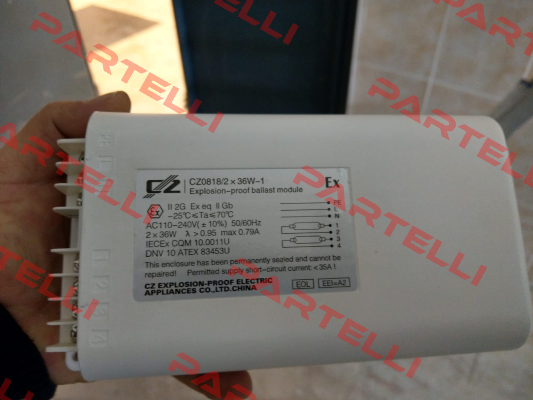 PARTELLI
PARTELLI
PARTELLI
CZ CZ0818/2×36W-1 Ex
Explosion-proof ballast module
Ex II 2G Ex eq II Gb
-25℃≤Ta≤70℃
AC110-240V(±10%) 50/60Hz
2×36W λ>0.95 max 0.79A
IECEx CQM 10.0011U
DNV 10 ATEX 83453U
PE
N
1
2
3
4
This enclosure has been permanently sealed and cannot be
repaired! Permitted supply short-circuit current: <35A !
CZ EXPLOSION-PROOF ELECTRIC
APPLIANCES CO.,LTD.CHINA
EOL EEI=A2
PARTELLI
PARTELLI
PARTELLI